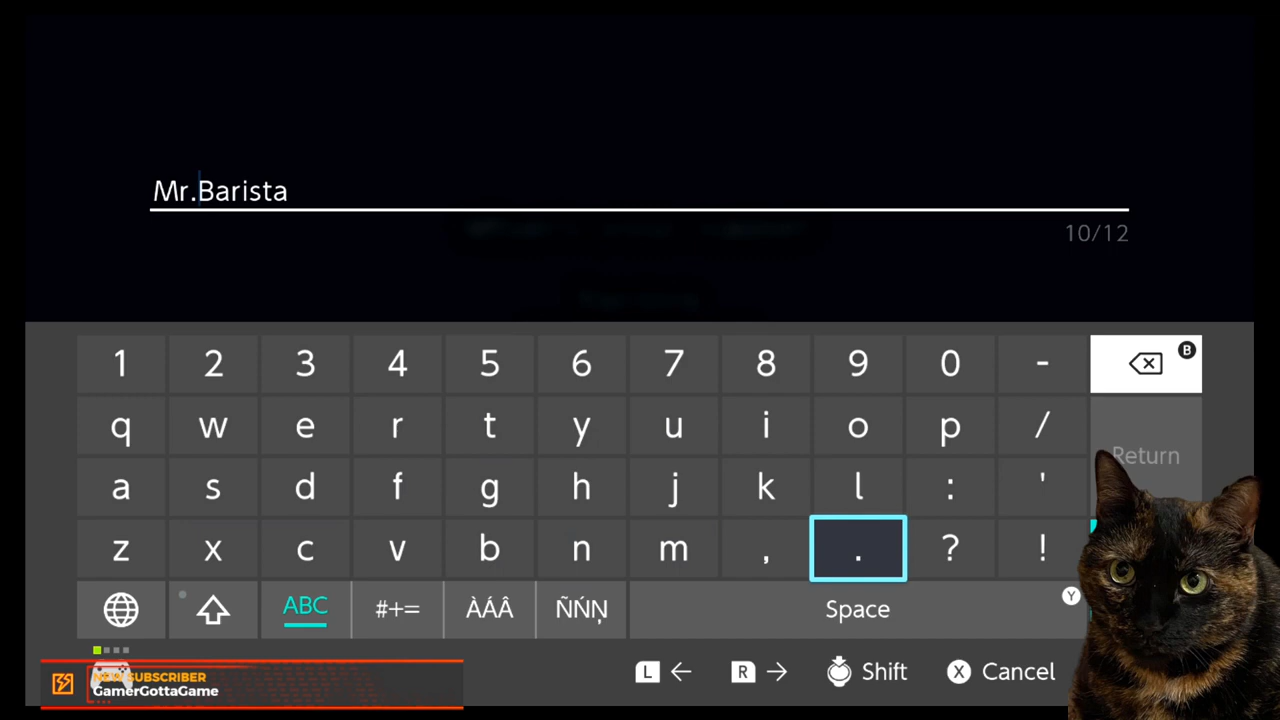 Mr.Barista
10/12
1 2 3 4 5 6 7 8 9 0 - B
q w e r t y u i o p / Return
a s d f g h j k l : '
z x c v b n m , . ? !
ABC #+= ÀÁÂ ÑŃŅ Space Y
L ← R → Shift X Cancel
NEW SUBSCRIBER
GamerGottaGame